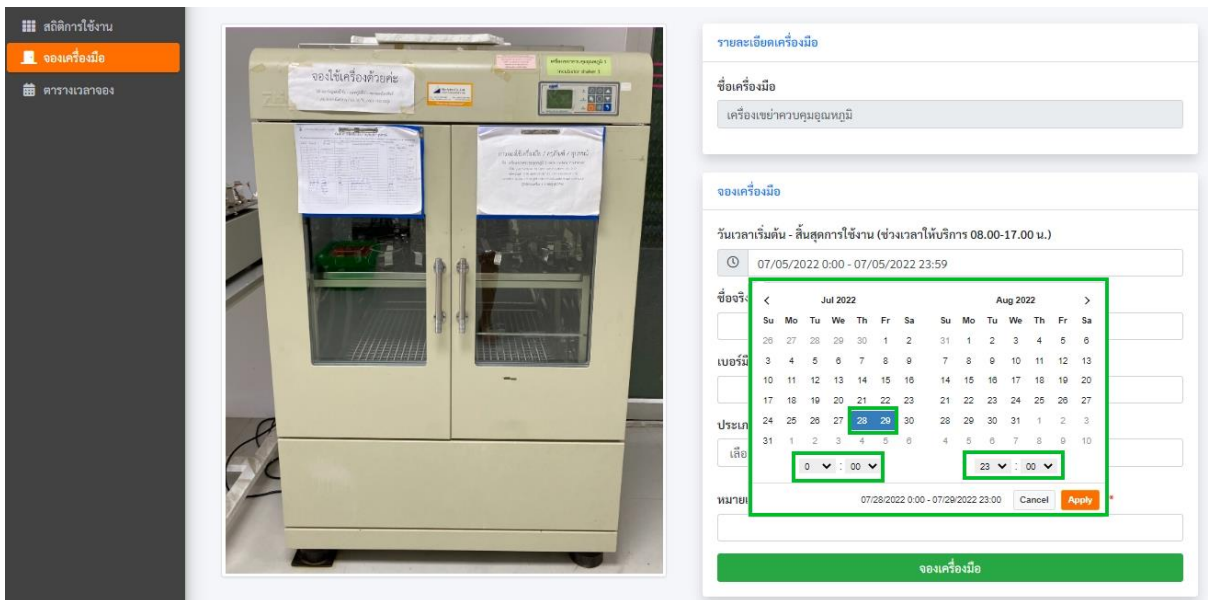 สถิติการใช้งาน
จองเครื่องมือ
ตารางเวลาจอง
จองใช้เครื่องด้วยค่ะ
รายละเอียดเครื่องมือ
ชื่อเครื่องมือ
เครื่องเขย่าควบคุมอุณหภูมิ
จองเครื่องมือ
วันเวลาเริ่มต้น - สิ้นสุดการใช้งาน (ช่วงเวลาให้บริการ 08.00-17.00 น.)
07/05/2022 0:00 - 07/05/2022 23:59
ชื่อจริง
Jul 2022 Aug 2022
Su Mo Tu We Th Fr Sa Su Mo Tu We Th Fr Sa
26 27 28 29 30 1 2 31 1 2 3 4 5 6
เบอร์มื
3 4 5 6 7 8 9 7 8 9 10 11 12 13
10 11 12 13 14 15 16 14 15 16 17 18 19 20
17 18 19 20 21 22 23 21 22 23 24 25 26 27
ประเภ
24 25 26 27 28 29 30 28 29 30 31 1 2 3
31 1 2 3 4 5 6 4 5 6 7 8 9 10
เลือ
0 : 00 23 : 00
หมายเ
07/28/2022 0:00 - 07/29/2022 23:00 Cancel Apply *
จองเครื่องมือ